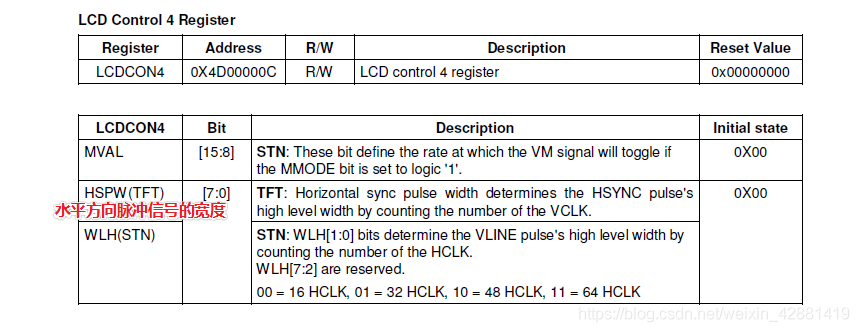 LCD Control 4 Register
Register Address R/W Description Reset Value
LCDCON4 0X4D00000C R/W LCD control 4 register 0x00000000
LCDCON4 Bit Description Initial state
MVAL [15:8] STN: These bit define the rate at which the VM signal will toggle if 0X00
the MMODE bit is set to logic '1'.
HSPW(TFT) [7:0] TFT: Horizontal sync pulse width determines the HSYNC pulse's 0X00
水平方向脉冲信号的宽度 high level width by counting the number of the VCLK.
WLH(STN) STN: WLH[1:0] bits determine the VLINE pulse's high level width by
counting the number of the HCLK.
WLH[7:2] are reserved.
00 = 16 HCLK, 01 = 32 HCLK, 10 = 48 HCLK, 11 = 64 HCLK
https://blog.csdn.net/weixin_42881419